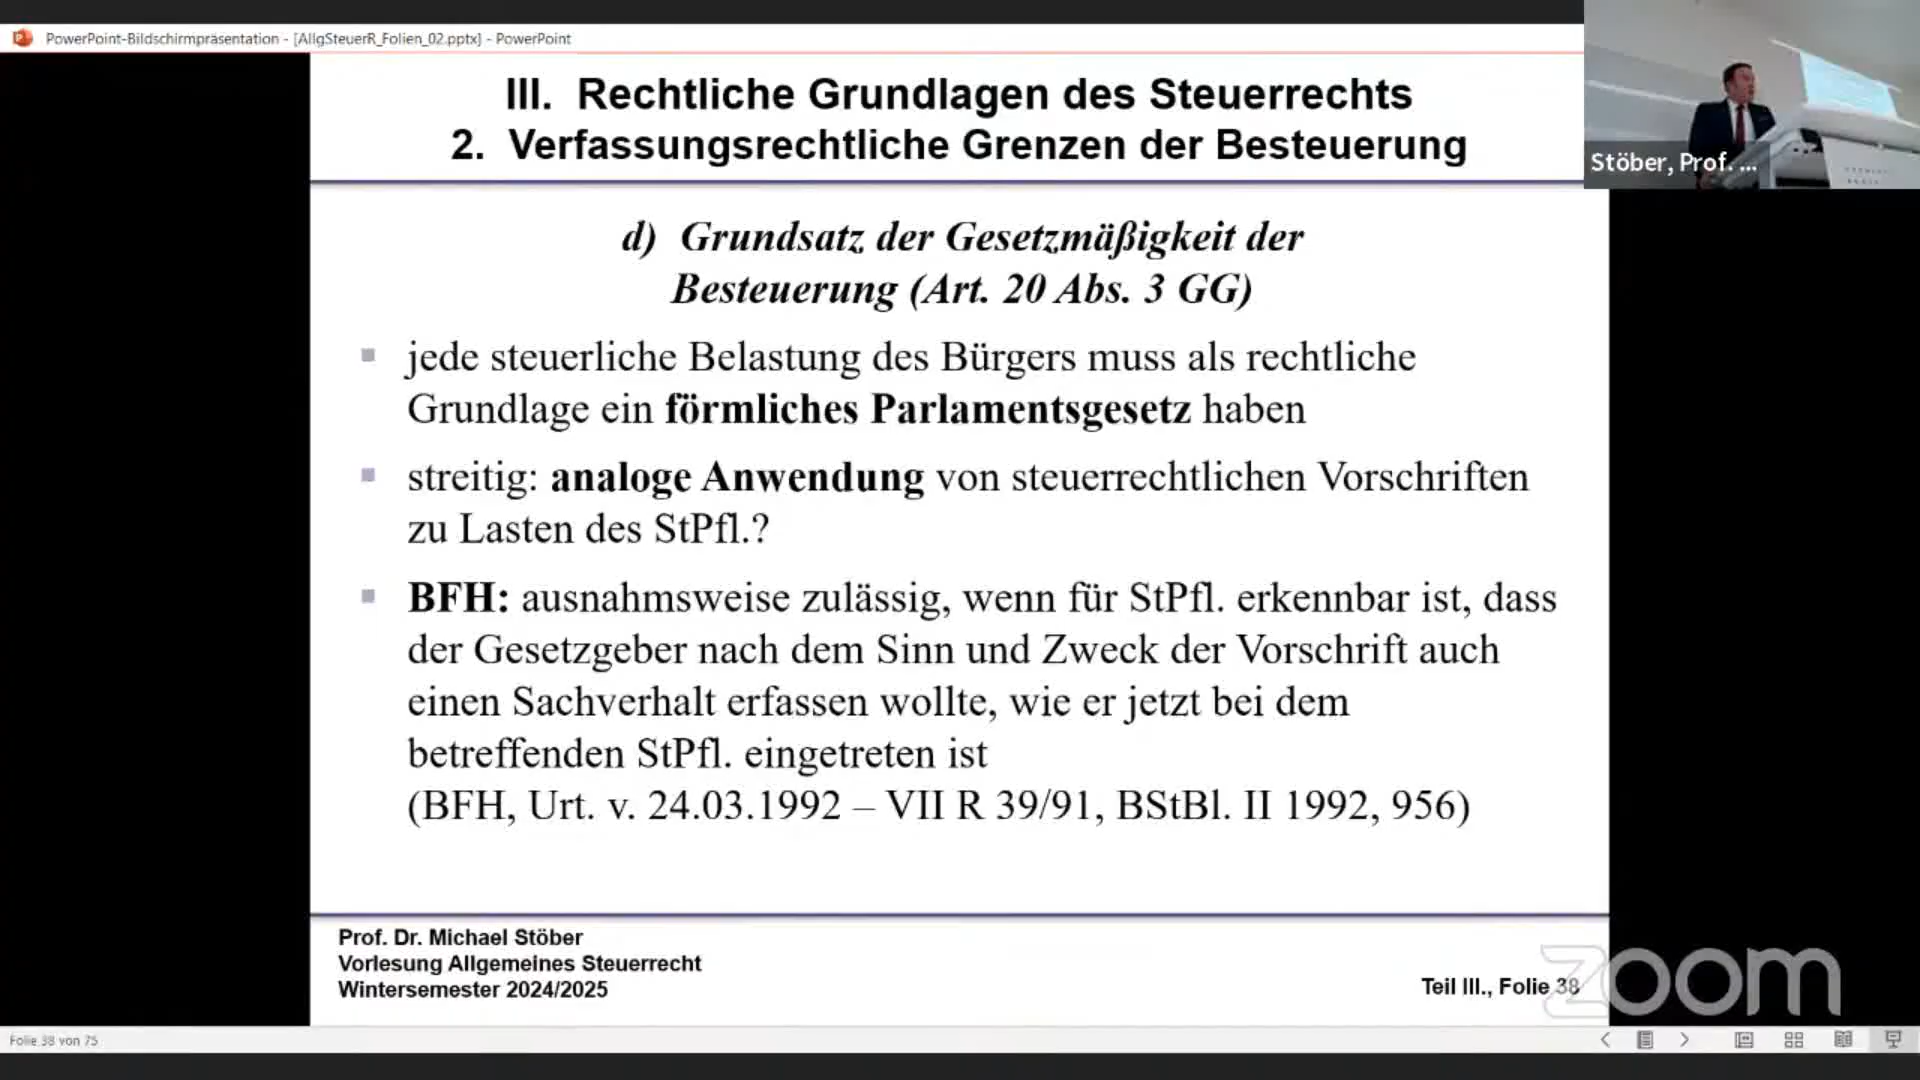 PowerPoint-Bildschirmpräsentation - [AllgSteuerR_Folien_02.pptx] - PowerPoint
III. Rechtliche Grundlagen des Steuerrechts
2. Verfassungsrechtliche Grenzen der Besteuerung
Stöber, Prof. ...
d) Grundsatz der Gesetzmäßigkeit der
Besteuerung (Art. 20 Abs. 3 GG)
jede steuerliche Belastung des Bürgers muss als rechtliche
Grundlage ein förmliches Parlamentsgesetz haben
streitig: analoge Anwendung von steuerrechtlichen Vorschriften
zu Lasten des StPfl.?
BFH: ausnahmsweise zulässig, wenn für StPfl. erkennbar ist, dass
der Gesetzgeber nach dem Sinn und Zweck der Vorschrift auch
einen Sachverhalt erfassen wollte, wie er jetzt bei dem
betreffenden StPfl. eingetreten ist
(BFH, Urt. v. 24.03.1992 – VII R 39/91, BStBl. II 1992, 956)
Prof. Dr. Michael Stöber
Vorlesung Allgemeines Steuerrecht
Wintersemester 2024/2025
Teil III., Folie 38
zoom
Folie 38 von 75